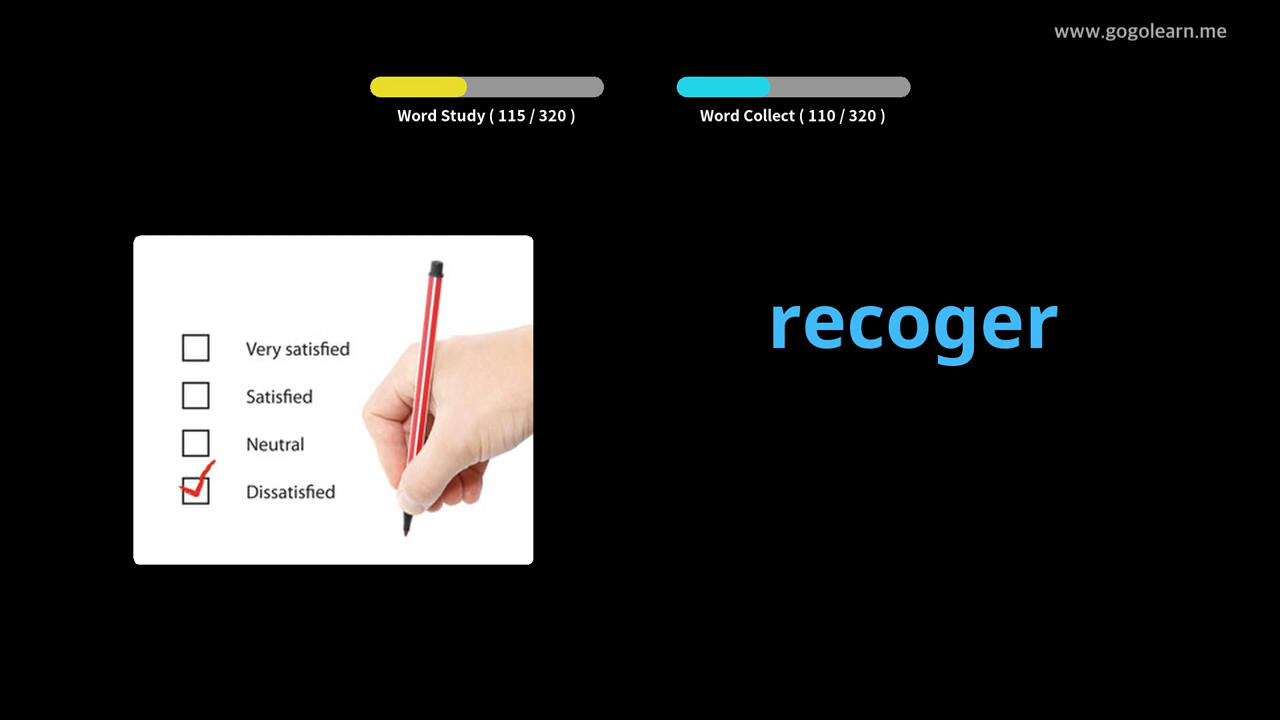 www.gogolearn.me
Word Study ( 115 / 320 )
Word Collect ( 110 / 320 )
recoger
Very satisfied
Satisfied
Neutral
Dissatisfied